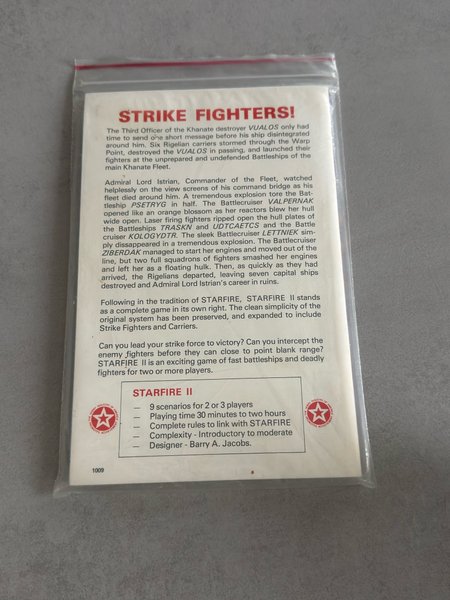 STRIKE FIGHTERS!
The Third Officer of the Khanate destroyer VUALOS only had
time to send one short message before his ship disintegrated
around him. Six Rigelian carriers stormed through the Warp
Point, destroyed the VUALOS in passing, and launched their
fighters at the unprepared and undefended Battleships of the
main Khanate Fleet.
Admiral Lord Istrian, Commander of the Fleet, watched
helplessly on the view screens of his command bridge as his
fleet died around him. A tremendous explosion tore the Bat-
tleship PSETRYG in half. The Battlecruiser VALPERNAK
opened like an orange blossom as her reactors blew her hull
wide open. Laser firing fighters ripped open the hull plates of
the Battleships TRASKN and UDTCAETCS and the Battle
cruiser KOLOGYDTR. The sleek Battlecruiser LETTNIEK sim-
ply disappeared in a tremendous explosion. The Battlecruiser
ZIBERDAK managed to start her engines and moved out of the
line, but two full squadrons of fighters smashed her engines
and left her as a floating hulk. Then, as quickly as they had
arrived, the Rigelians departed, leaving seven capital ships
destroyed and Admiral Lord Istrian's career in ruins.
Following in the tradition of STARFIRE, STARFIRE II stands
as a complete game in its own right. The clean simplicity of the
original system has been preserved, and expanded to include
Strike Fighters and Carriers.
Can you lead your strike force to victory? Can you intercept the
enemy fighters before they can close to point blank range?
STARFIRE II is an exciting game of fast battleships and deadly
fighters for two or more players.
STARFIRE II
— 9 scenarios for 2 or 3 players
— Playing time 30 minutes to two hours
— Complete rules to link with STARFIRE
— Complexity - Introductory to moderate
— Designer - Barry A. Jacobs.
1009